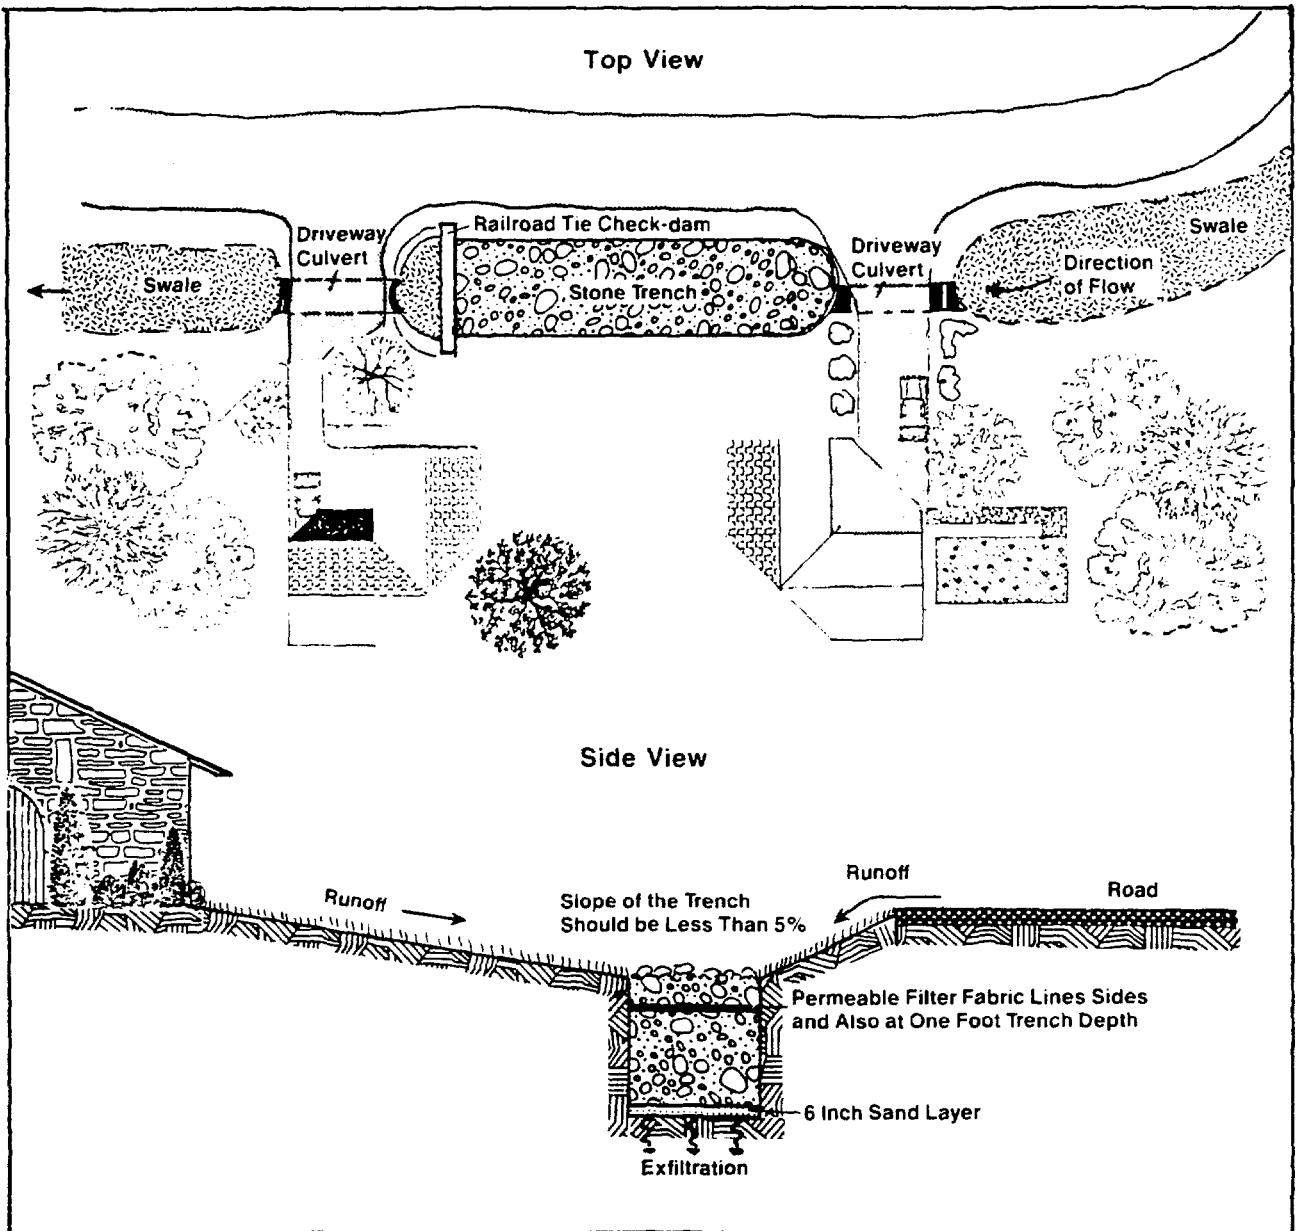 Top View
Railroad Tie Check-dam
Driveway
Culvert
Driveway
Culvert
Swale
Swale
Stone Trench
Direction
of Flow
Side View
Runoff
Slope of the Trench
Should be Less Than 5%
Runoff
Road
Permeable Filter Fabric Lines Sides
and Also at One Foot Trench Depth
6 Inch Sand Layer
Exfiltration